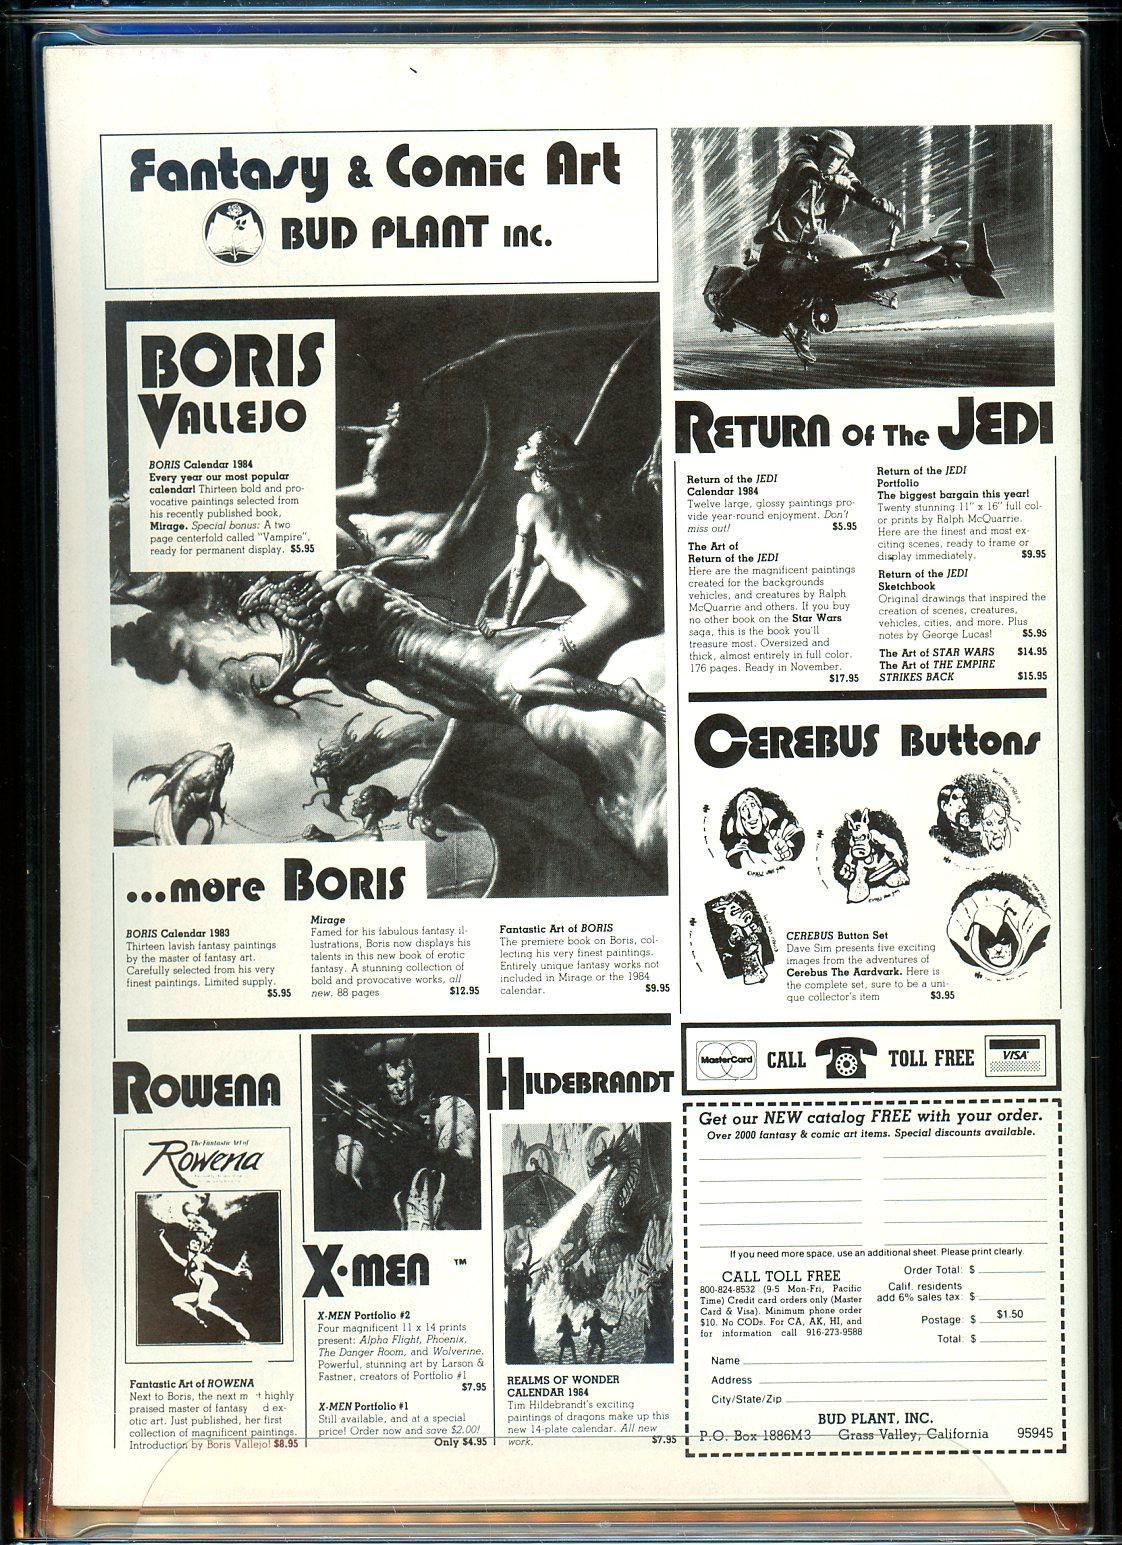 Fantasy & Comic Art
BUD PLANT INC.
BORIS
VALLEJO
BORIS Calendar 1984
Every year our most popular
calendar! Thirteen bold and pro-
vocative paintings selected from
his recently published book,
Mirage. Special bonus: A two
page centerfold called "Vampire",
ready for permanent display. $5.95
...more BORIS
BORIS Calendar 1983
Thirteen lavish fantasy paintings
by the master of fantasy art.
Carefully selected from his very
finest paintings. Limited supply.
$5.95
Mirage
Famed for his fabulous fantasy il-
lustrations, Boris now displays his
talents in this new book of erotic
fantasy. A stunning collection of
bold and provocative works, all
new. 88 pages $12.95
Fantastic Art of BORIS
The premiere book on Boris, col-
lecting his very finest paintings.
Entirely unique fantasy works not
included in Mirage or the 1984
calendar. $9.95
RETURN OF THE JEDI
Return of the JEDI
Calendar 1984
Twelve large, glossy paintings pro-
vide year-round enjoyment. Don't
miss out! $5.95
The Art of
Return of the JEDI
Here are the magnificent paintings
created for the backgrounds
vehicles, and creatures by Ralph
McQuarrie and others. If you buy
no other book on the Star Wars
saga, this is the book you'll
treasure most. Oversized and
thick, almost entirely in full color.
176 pages. Ready in November.
$17.95
Return of the JEDI
Portfolio
The biggest bargain this year!
Twenty stunning 11" x 16" full col-
or prints by Ralph McQuarrie.
Here are the finest and most ex-
citing scenes, ready to frame or
display immediately. $9.95
Return of the JEDI
Sketchbook
Original drawings that inspired the
creation of scenes, creatures,
vehicles, cities, and more. Plus
notes by George Lucas! $5.95
The Art of STAR WARS $14.95
The Art of THE EMPIRE
STRIKES BACK $15.95
CEREBUS Buttons
CEREBUS Button Set
Dave Sim presents five exciting
images from the adventures of
Cerebus The Aardvark. Here is
the complete set, sure to be a uni-
que collector's item $3.95
MasterCard CALL TOLL FREE VISA
ROWENA
The Fantastic Art of
Rowena
Fantastic Art of ROWENA
Next to Boris, the next m t highly
praised master of fantasy d ex-
otic art. Just published, her first
collection of magnificent paintings.
Introduction by Boris Vallejo! $8.95
X-MEN TM
X-MEN Portfolio #2
Four magnificent 11 x 14 prints
present: Alpha Flight, Phoenix,
The Danger Room, and Wolverine.
Powerful, stunning art by Larson &
Fastner, creators of Portfolio #1
$7.95
X-MEN Portfolio #1
Still available, and at a special
price! Order now and save $2.00!
Only $4.95
HILDEBRANDT
REALMS OF WONDER
CALENDAR 1984
Tim Hildebrandt's exciting
paintings of dragons make up this
new 14-plate calendar. All new
work. $7.95
Get our NEW catalog FREE with your order.
Over 2000 fantasy & comic art items. Special discounts available.
If you need more space, use an additional sheet. Please print clearly.
CALL TOLL FREE
800-824-8532 (9-5 Mon-Fri, Pacific
Time) Credit card orders only (Master
Card & Visa). Minimum phone order
$10. No CODs. For CA, AK, HI, and
for information call 916-273-9588
Order Total: $
Calif. residents
add 6% sales tax: $
Postage: $ $1.50
Total: $
Name
Address
City/State/Zip
BUD PLANT, INC.
P.O. Box 1886M3 Grass Valley, California 95945